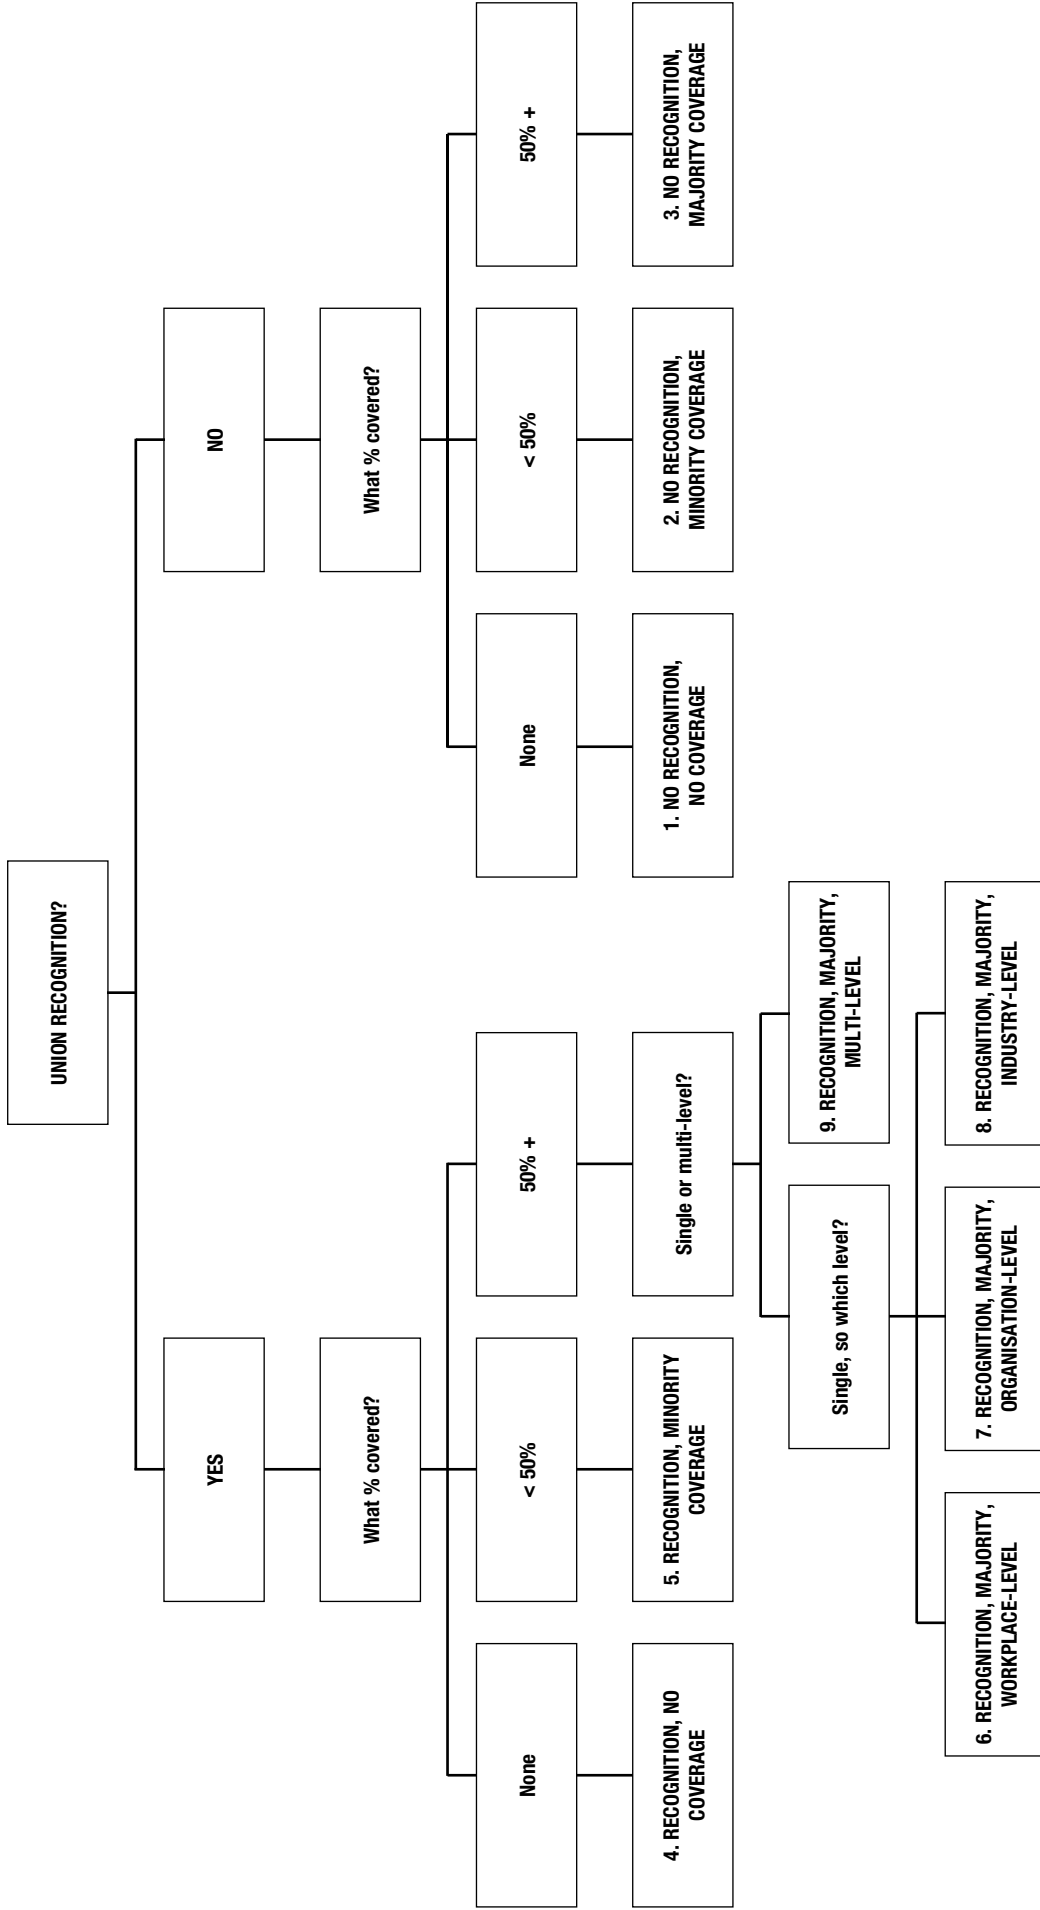 UNION RECOGNITION?
YES
NO
What % covered?
What % covered?
None
< 50%
50% +
None
< 50%
50% +
4. RECOGNITION, NO
COVERAGE
5. RECOGNITION, MINORITY
COVERAGE
Single or multi-level?
1. NO RECOGNITION,
NO COVERAGE
2. NO RECOGNITION,
MINORITY COVERAGE
3. NO RECOGNITION,
MAJORITY COVERAGE
Single, so which level?
9. RECOGNITION, MAJORITY,
MULTI-LEVEL
6. RECOGNITION, MAJORITY,
WORKPLACE-LEVEL
7. RECOGNITION, MAJORITY,
ORGANISATION-LEVEL
8. RECOGNITION, MAJORITY,
INDUSTRY-LEVEL